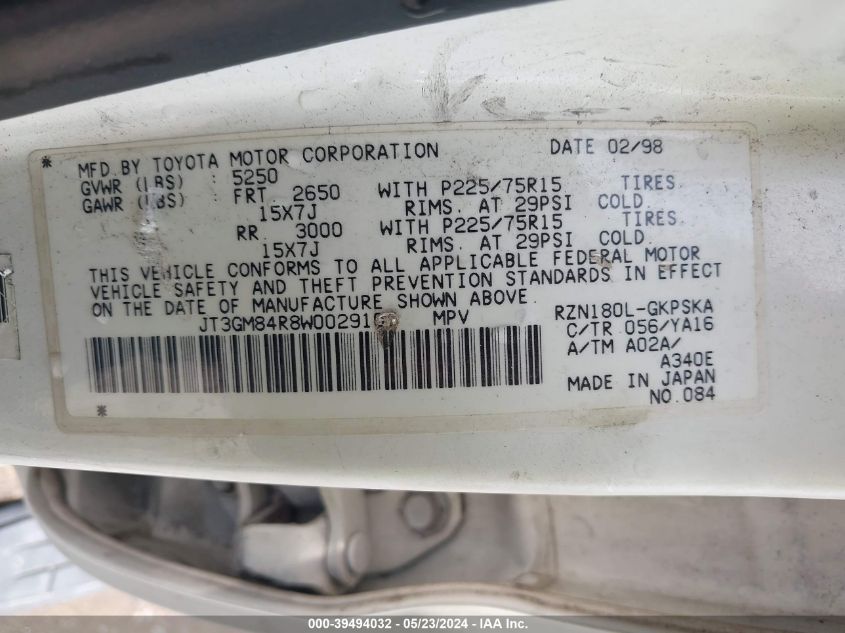 * MFD.BY TOYOTA MOTOR CORPORATION DATE 02/98
GVWR (LBS) 5250
GAWR (LBS) FRT 2650 WITH P225/75R15 TIRES
15X7J RIMS. AT 29PSI COLD.
RR 3000 WITH P225/75R15 TIRES
15X7J RIMS. AT 29PSI COLD.
THIS VEHICLE CONFORMS TO ALL APPLICABLE FEDERAL MOTOR
VEHICLE SAFETY AND THEFT PREVENTION STANDARDS IN EFFECT
ON THE DATE OF MANUFACTURE SHOWN ABOVE.
MPV
RZN180L-GKPSKA
C/TR 056/YA16
A/TM A02A/
A340E
MADE IN JAPAN
* NO.084
000-39494032 - 05/23/2024 - IAA Inc.